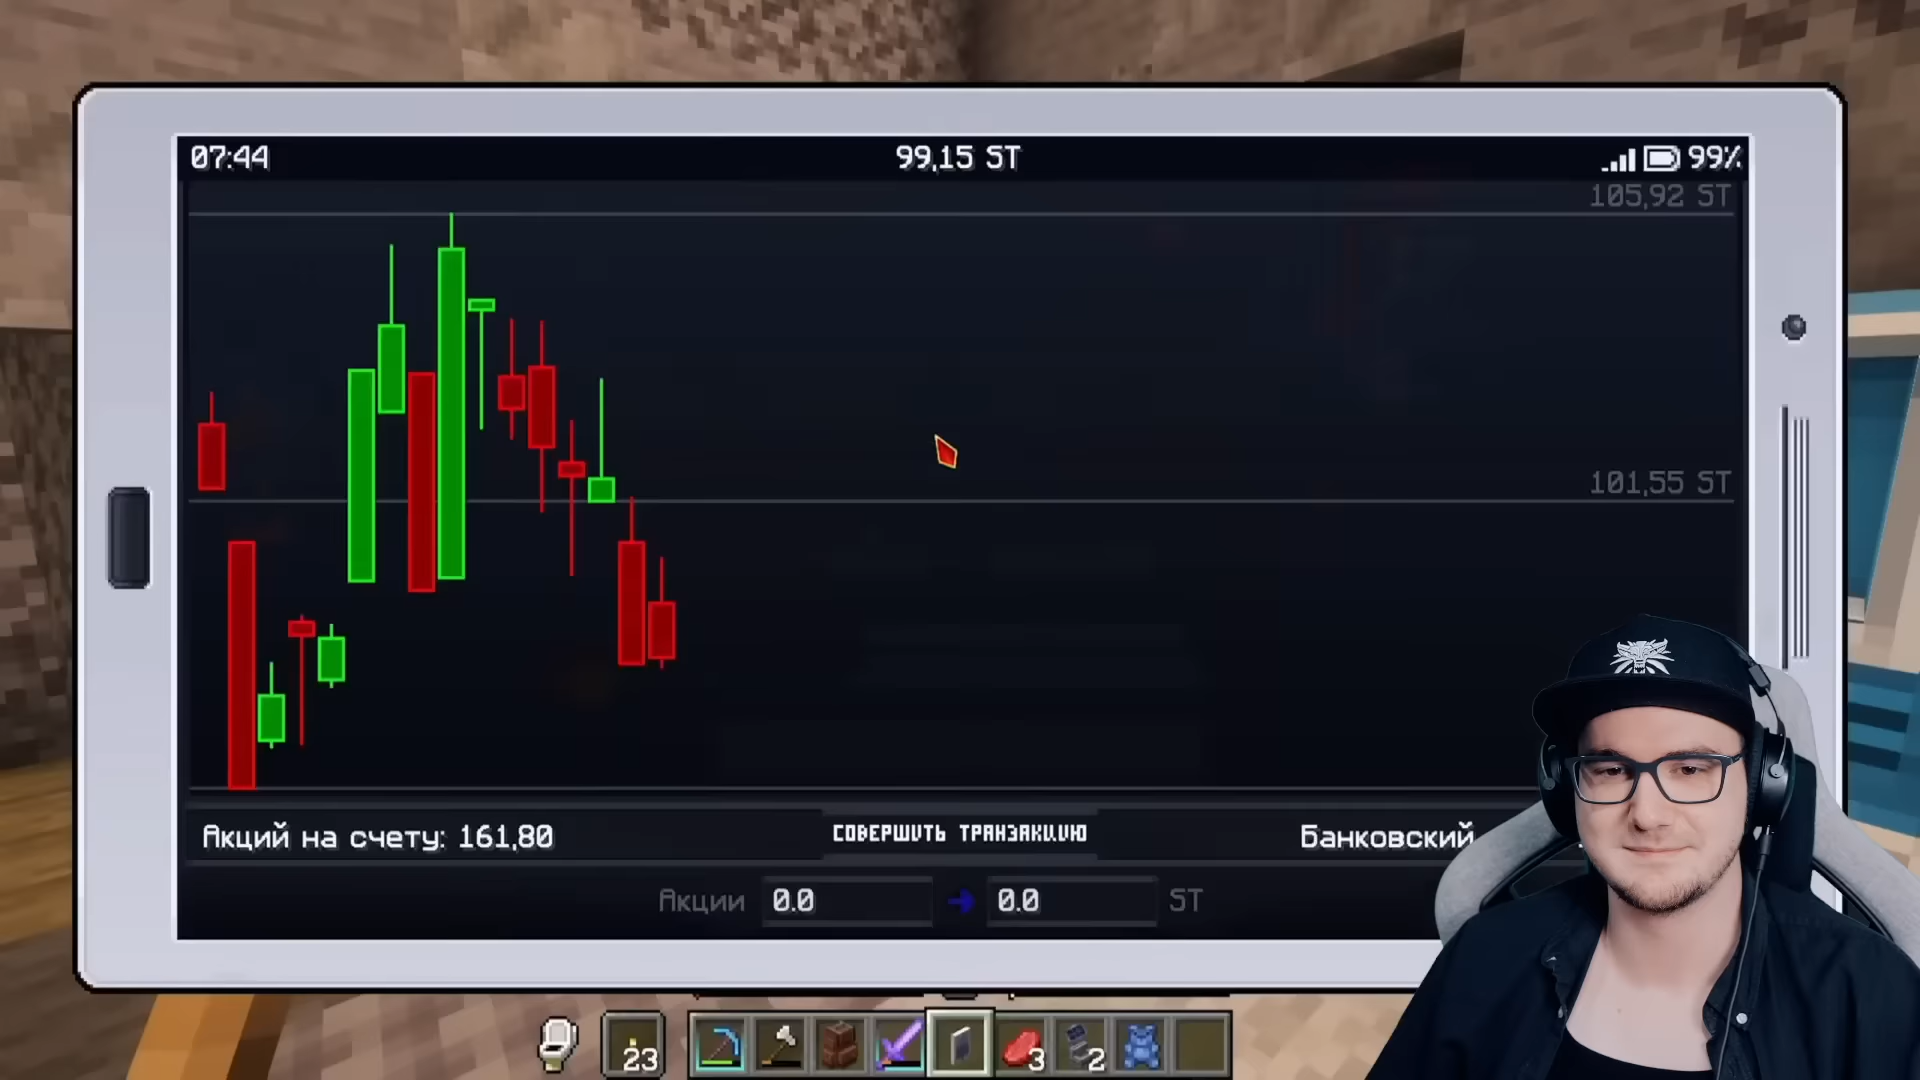 07:44
99,15 ST
99%
105,92 ST
101,55 ST
Акций на счету: 161,80
СОВЕРШИТЬ ТРАНЗАКЦИЮ
Банковский
Акции 0.0 0.0 ST
23
3
2